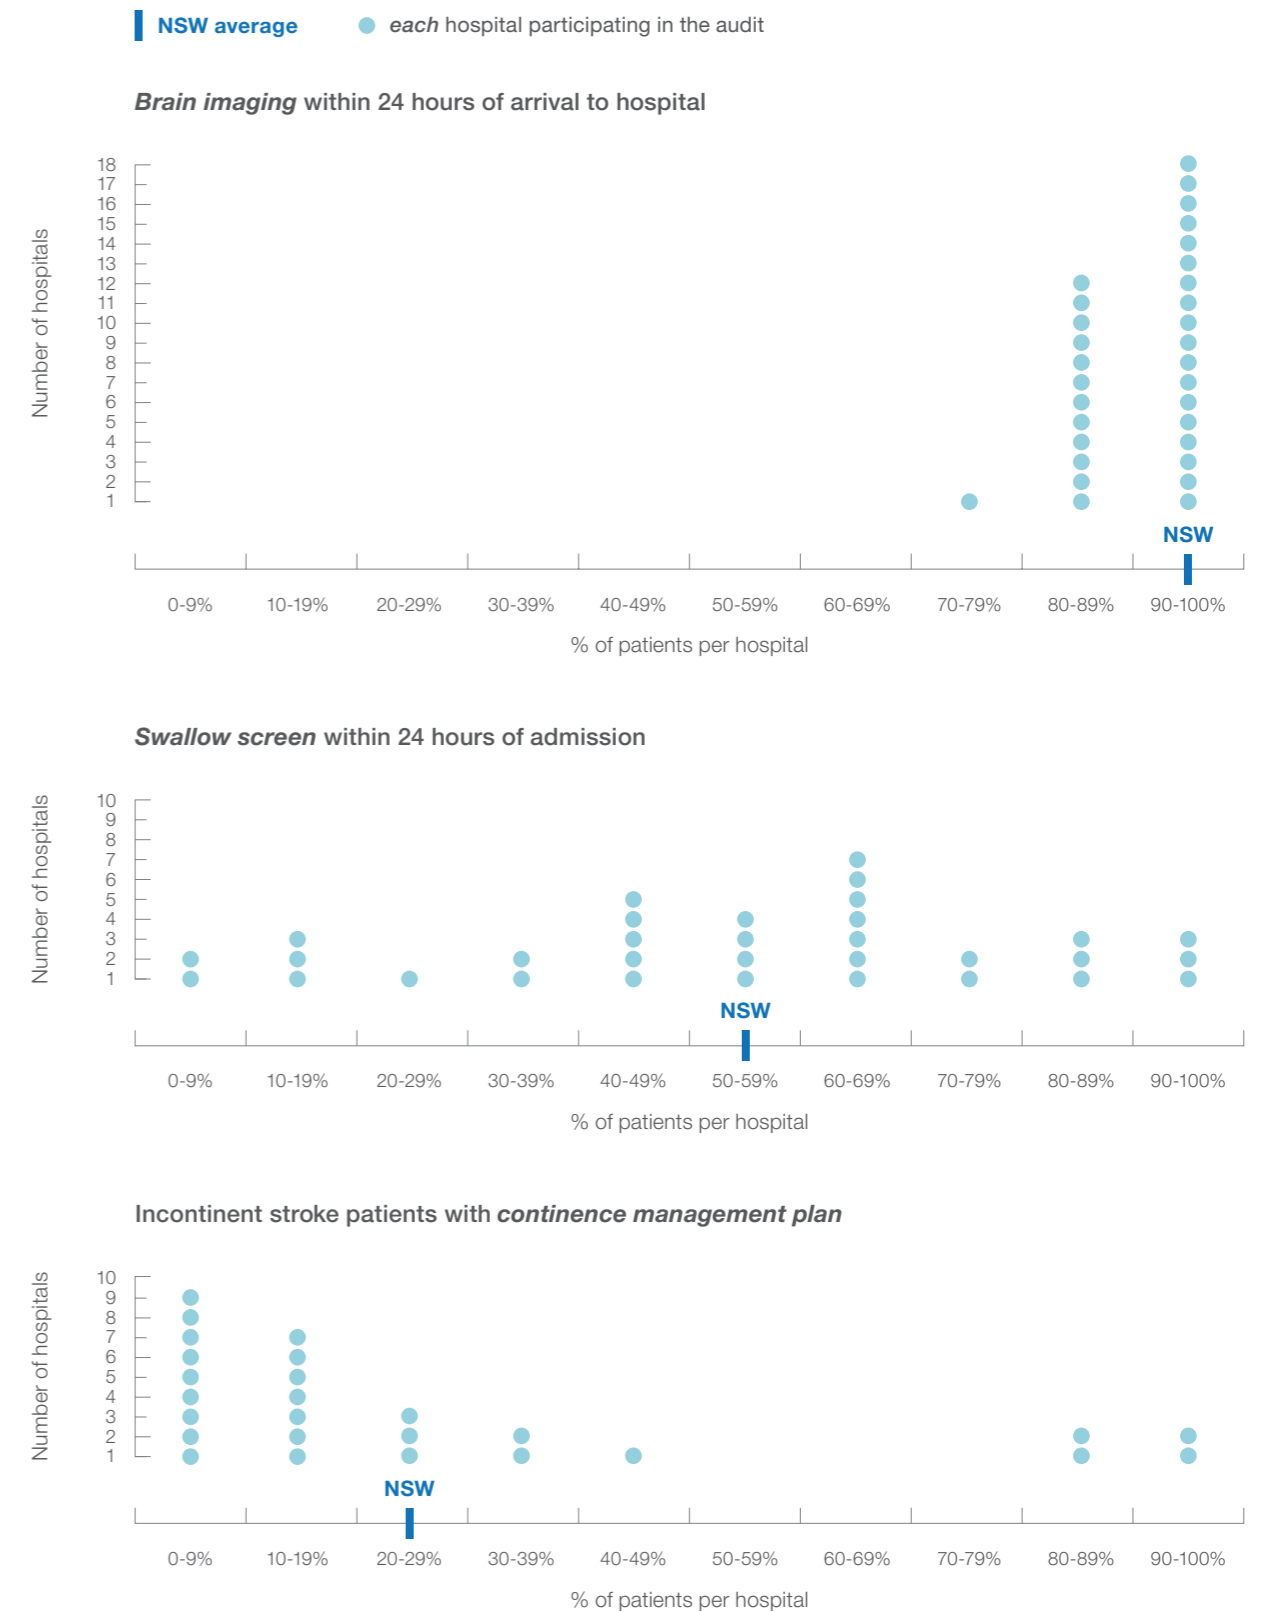 NSW average each hospital participating in the audit
Brain imaging within 24 hours of arrival to hospital
Number of hospitals
18
17
16
15
14
13
12
11
10
9
8
7
6
5
4
3
2
1
NSW
0-9% 10-19% 20-29% 30-39% 40-49% 50-59% 60-69% 70-79% 80-89% 90-100%
% of patients per hospital
Swallow screen within 24 hours of admission
Number of hospitals
10
9
8
7
6
5
4
3
2
1
NSW
0-9% 10-19% 20-29% 30-39% 40-49% 50-59% 60-69% 70-79% 80-89% 90-100%
% of patients per hospital
Incontinent stroke patients with continence management plan
Number of hospitals
10
9
8
7
6
5
4
3
2
1
NSW
0-9% 10-19% 20-29% 30-39% 40-49% 50-59% 60-69% 70-79% 80-89% 90-100%
% of patients per hospital